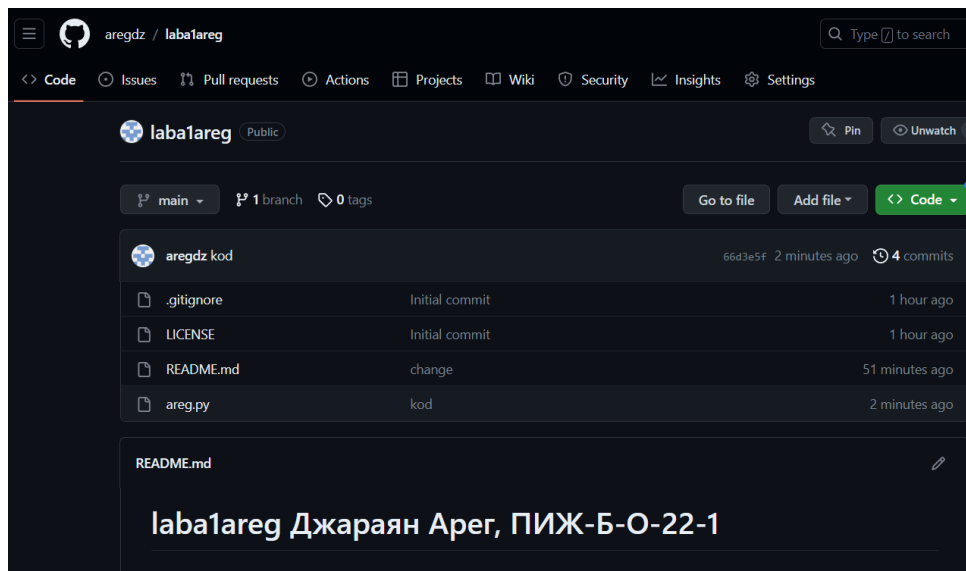 aregdz / laba1areg
Type / to search
Code Issues Pull requests Actions Projects Wiki Security Insights Settings
laba1areg Public
Pin Unwatch
main 1 branch 0 tags Go to file Add file Code
aregdz kod 66d3e5f 2 minutes ago 4 commits
.gitignore Initial commit 1 hour ago
LICENSE Initial commit 1 hour ago
README.md change 51 minutes ago
areg.py kod 2 minutes ago
README.md
laba1areg Джараян Арег, ПИЖ-Б-О-22-1